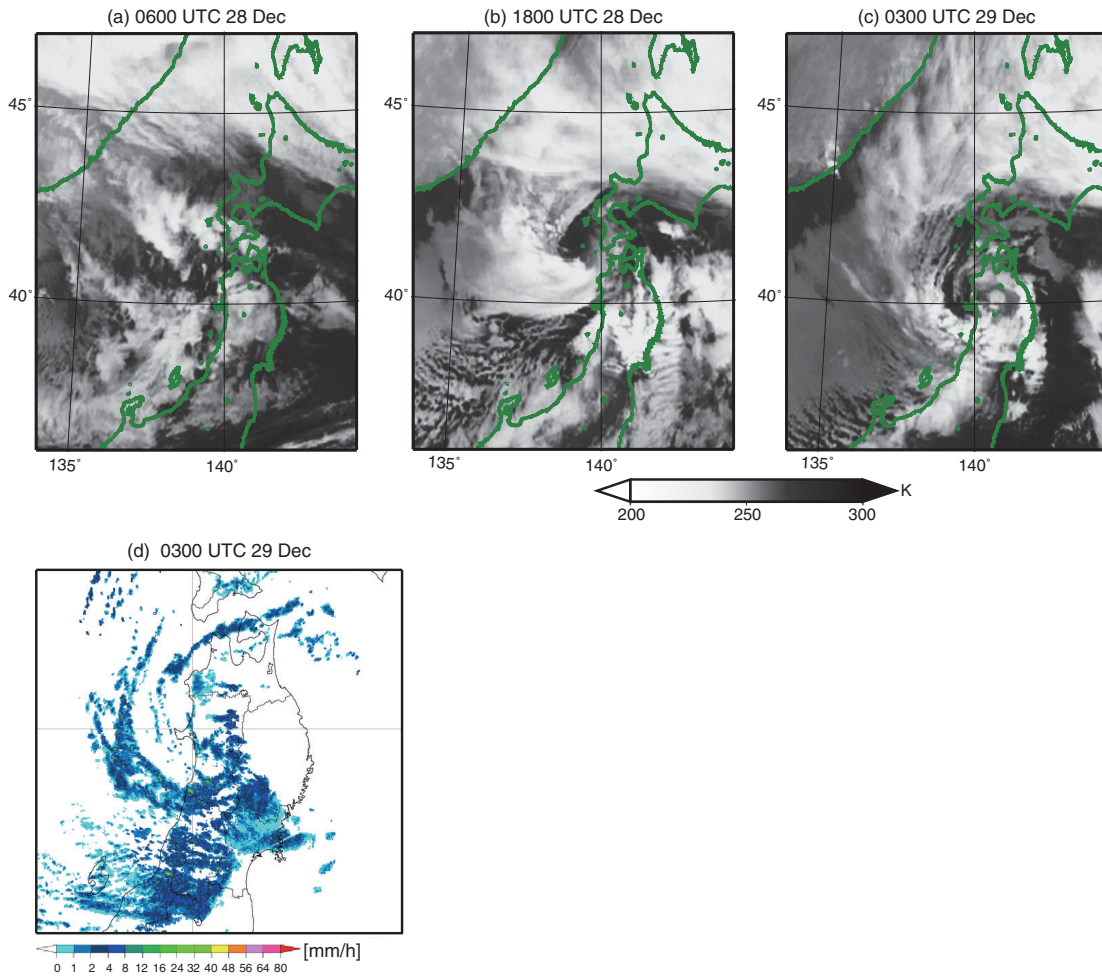 (a) 0600 UTC 28 Dec
(b) 1800 UTC 28 Dec
(c) 0300 UTC 29 Dec
45˚
45˚
45˚
40˚
40˚
40˚
135˚
140˚
135˚
140˚
135˚
140˚
K
200
250
300
(d) 0300 UTC 29 Dec
[mm/h]
0 1 2 4 8 12 16 24 32 40 48 56 64 80